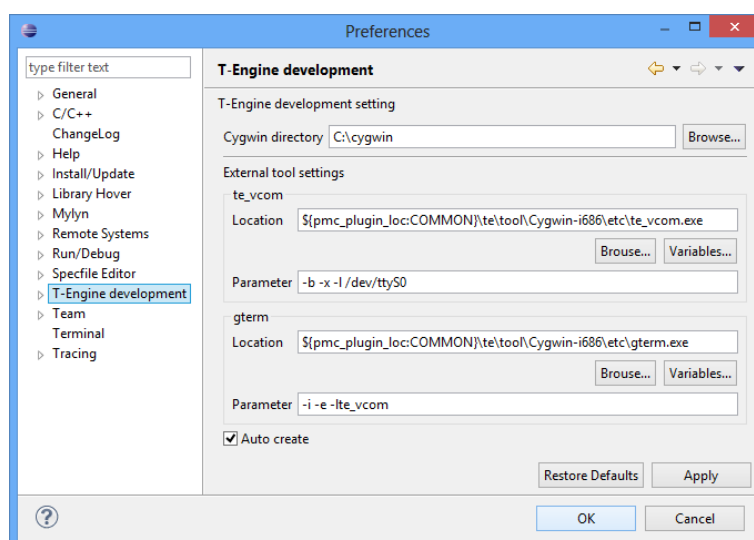 Preferences
type filter text
General
C/C++
ChangeLog
Help
Install/Update
Library Hover
Mylyn
Remote Systems
Run/Debug
Specfile Editor
T-Engine development
Team
Terminal
Tracing
T-Engine development
T-Engine development setting
Cygwin directory C:\cygwin Browse...
External tool settings
te_vcom
Location ${pmc_plugin_loc:COMMON}\te\tool\Cygwin-i686\etc\te_vcom.exe
Browse... Variables...
Parameter -b -x -l /dev/ttyS0
gterm
Location ${pmc_plugin_loc:COMMON}\te\tool\Cygwin-i686\etc\gterm.exe
Browse... Variables...
Parameter -i -e -lte_vcom
Auto create
Restore Defaults Apply
? OK Cancel